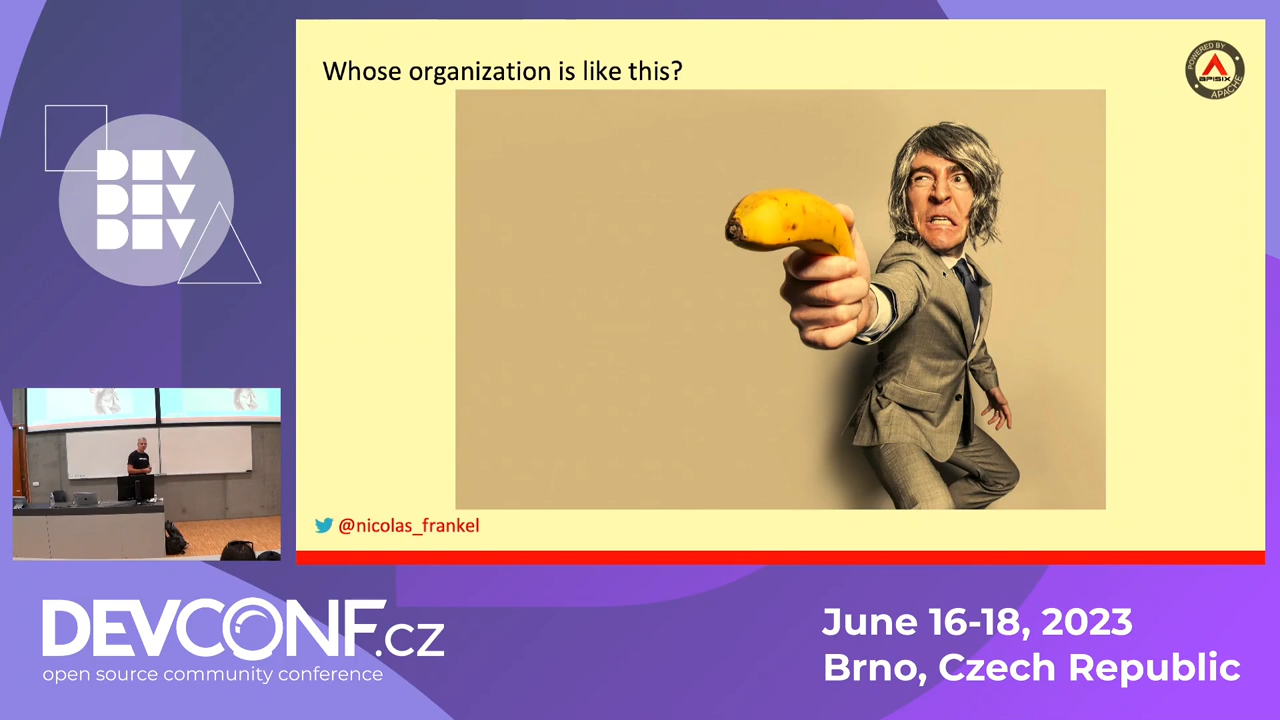 Whose organization is like this?
POWERED BY
APISIX
APACHE
DEV
DEV
DEV
@nicolas_frankel
DEVCONF.cz
open source community conference
June 16-18, 2023
Brno, Czech Republic